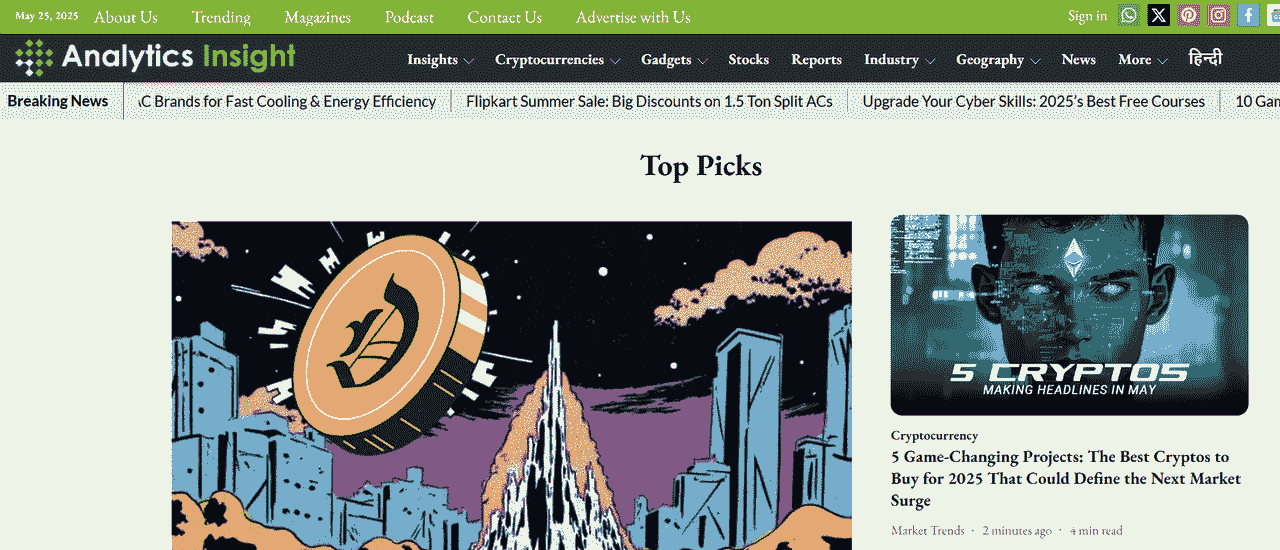 May 25, 2025 About Us Trending Magazines Podcast Contact Us Advertise with Us Sign in
Analytics Insight Insights Cryptocurrencies Gadgets Stocks Reports Industry Geography News More हिन्दी
Breaking News C Brands for Fast Cooling & Energy Efficiency Flipkart Summer Sale: Big Discounts on 1.5 Ton Split ACs Upgrade Your Cyber Skills: 2025's Best Free Courses 10
Top Picks
5 CRYPTOS
MAKING HEADLINES IN MAY
Cryptocurrency
5 Game-Changing Projects: The Best Cryptos to
Buy for 2025 That Could Define the Next Market
Surge
Market Trends · 2 minutes ago · 4 min read